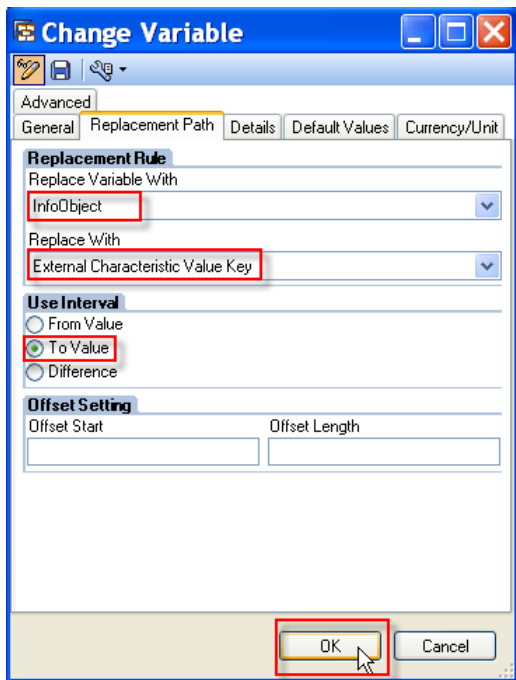 Change Variable
Advanced
General Replacement Path Details Default Values Currency/Unit
Replacement Rule
Replace Variable With
InfoObject
Replace With
External Characteristic Value Key
Use Interval
From Value
To Value
Difference
Offset Setting
Offset Start Offset Length
OK Cancel